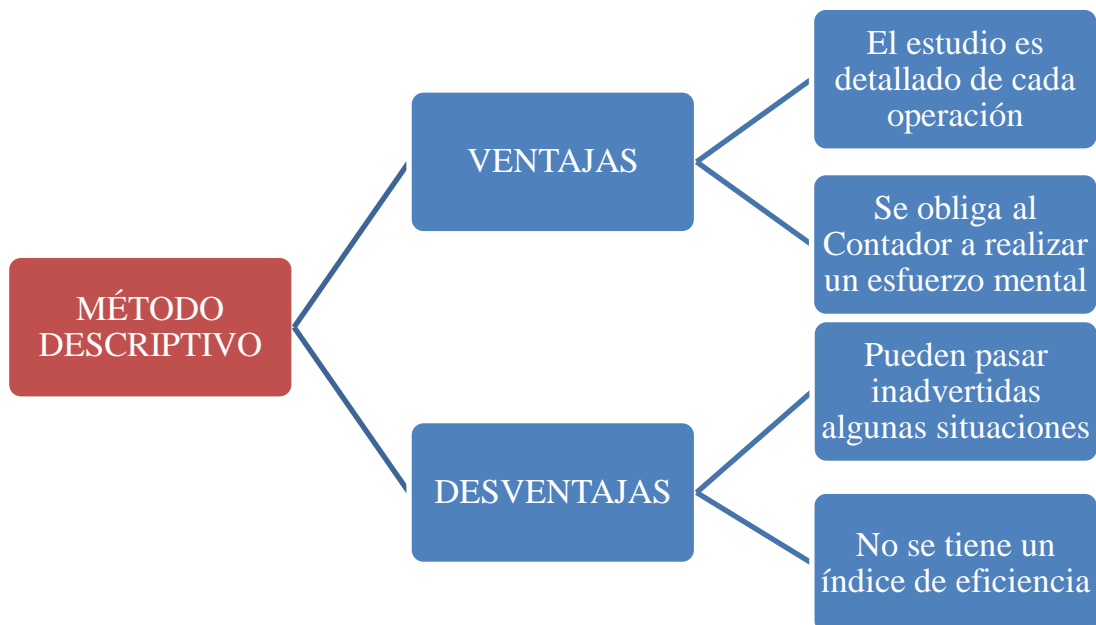 MÉTODO
DESCRIPTIVO
VENTAJAS
El estudio es
detallado de cada
operación
Se obliga al
Contador a realizar
un esfuerzo mental
DESVENTAJAS
Pueden pasar
inadvertidas
algunas situaciones
No se tiene un
índice de eficiencia